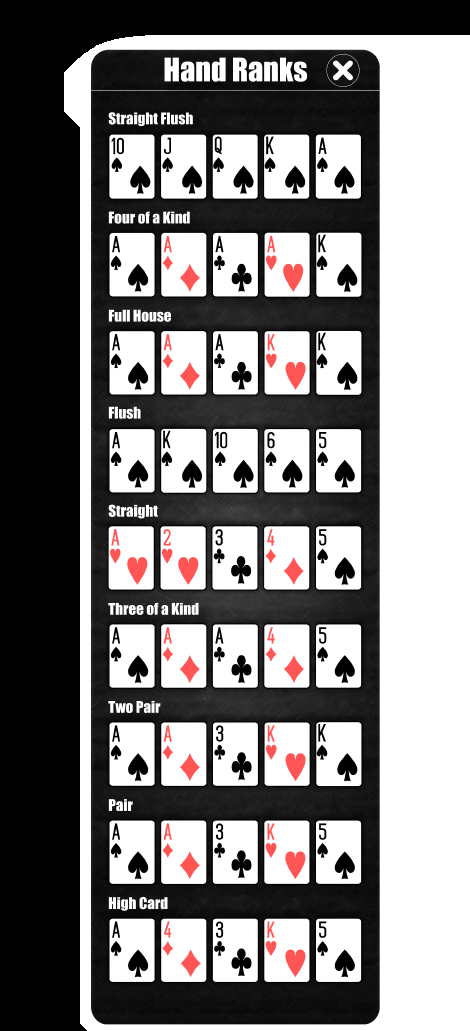 Hand Ranks
Straight Flush
10 J Q K A
Four of a Kind
A A A A K
Full House
A A A K K
Flush
A K 10 6 5
Straight
A 2 3 4 5
Three of a Kind
A A A 4 5
Two Pair
A A 3 K K
Pair
A A 3 K 5
High Card
A 4 3 K 5